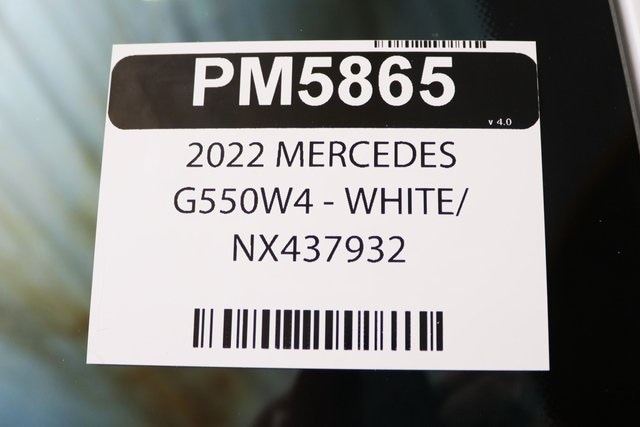 PM5865
v 4.0
2022 MERCEDES
G550W4 - WHITE/
NX437932